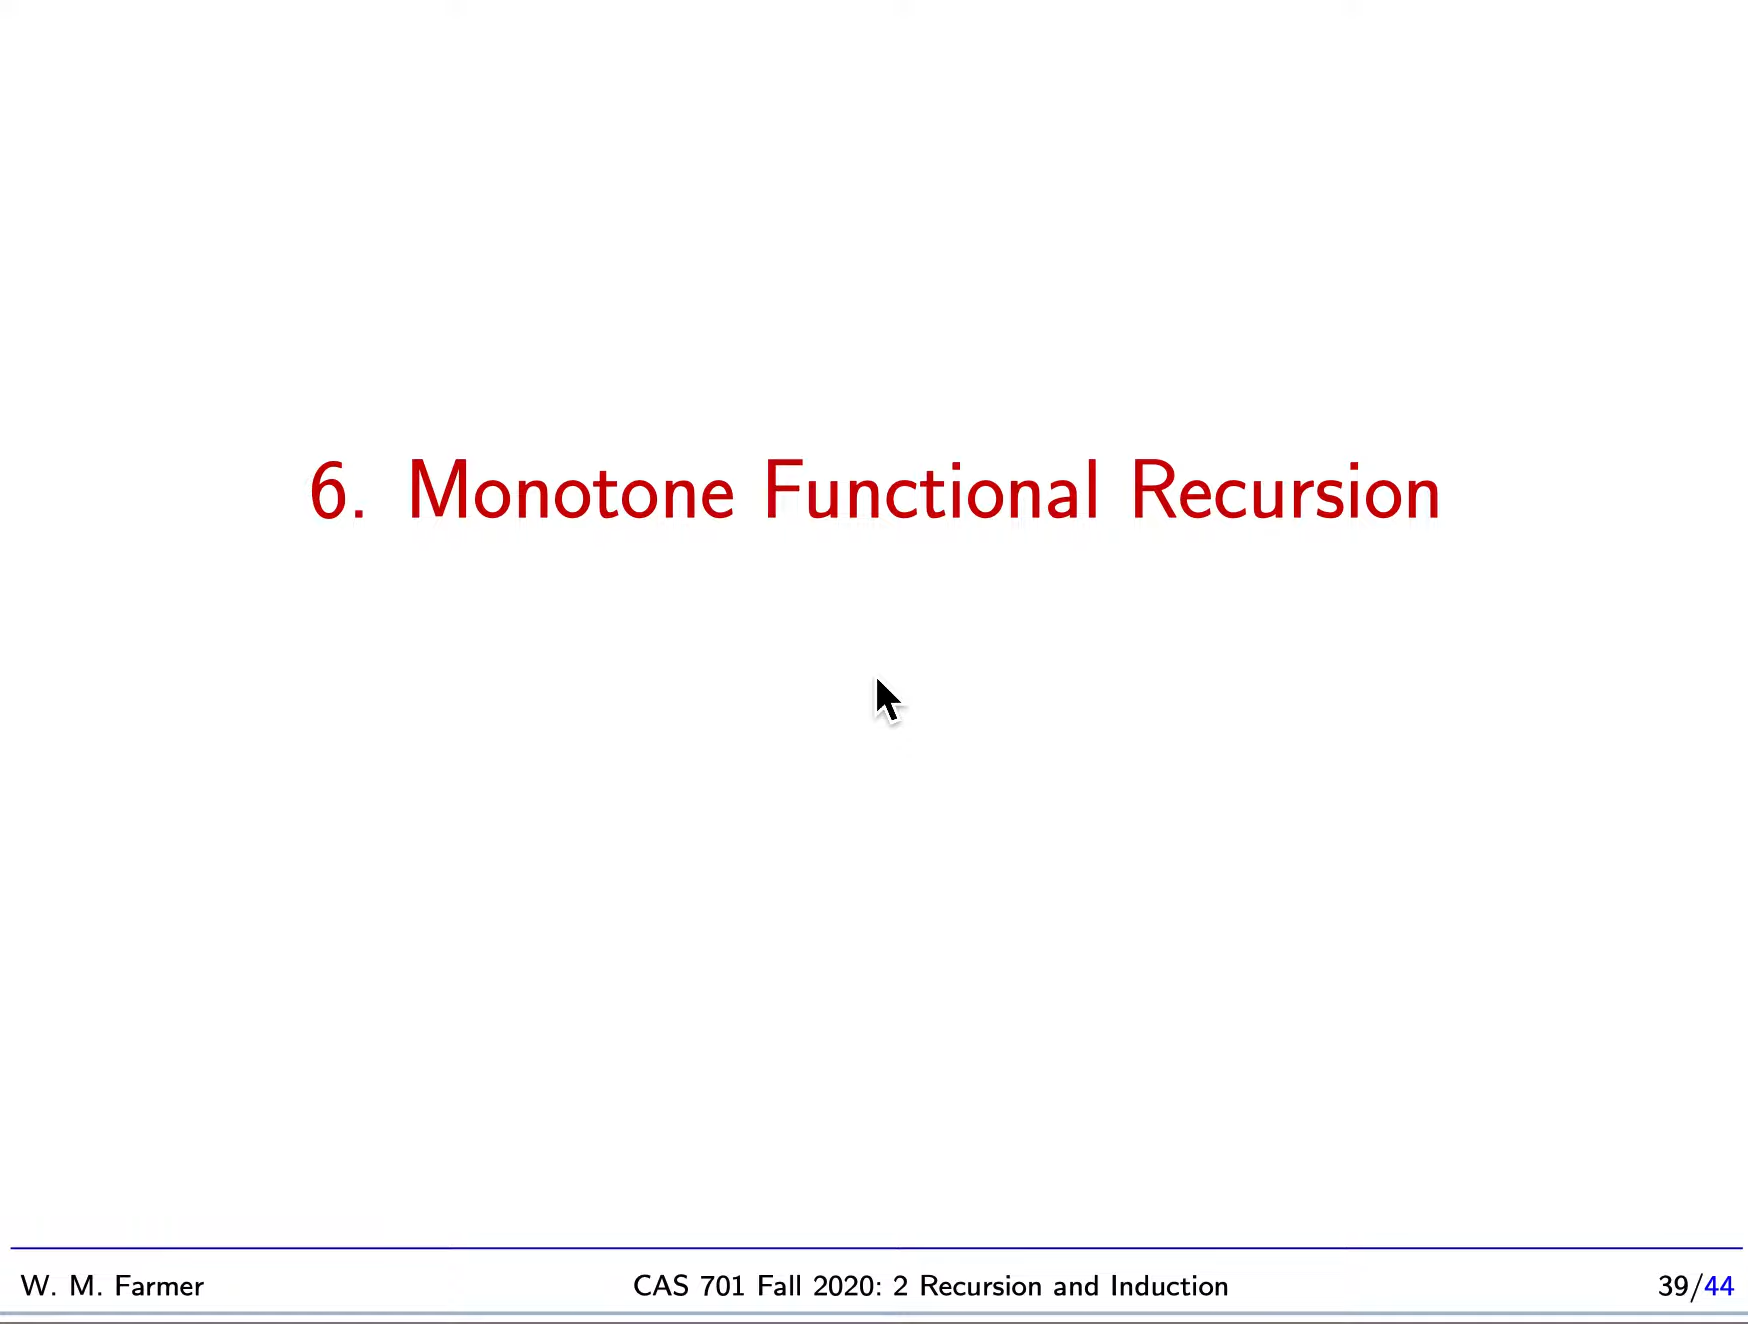 6. Monotone Functional Recursion
W. M. Farmer
CAS 701 Fall 2020: 2 Recursion and Induction
39/44